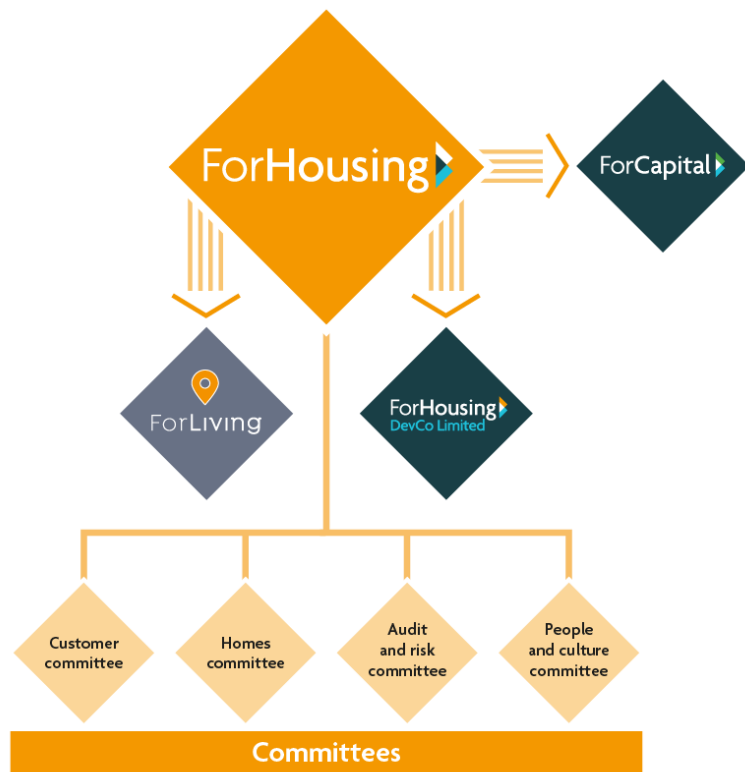 ForHousing
ForCapital
ForLiving
ForHousing
DevCo Limited
Customer
committee
Homes
committee
Audit
and risk
committee
People
and culture
committee
Committees